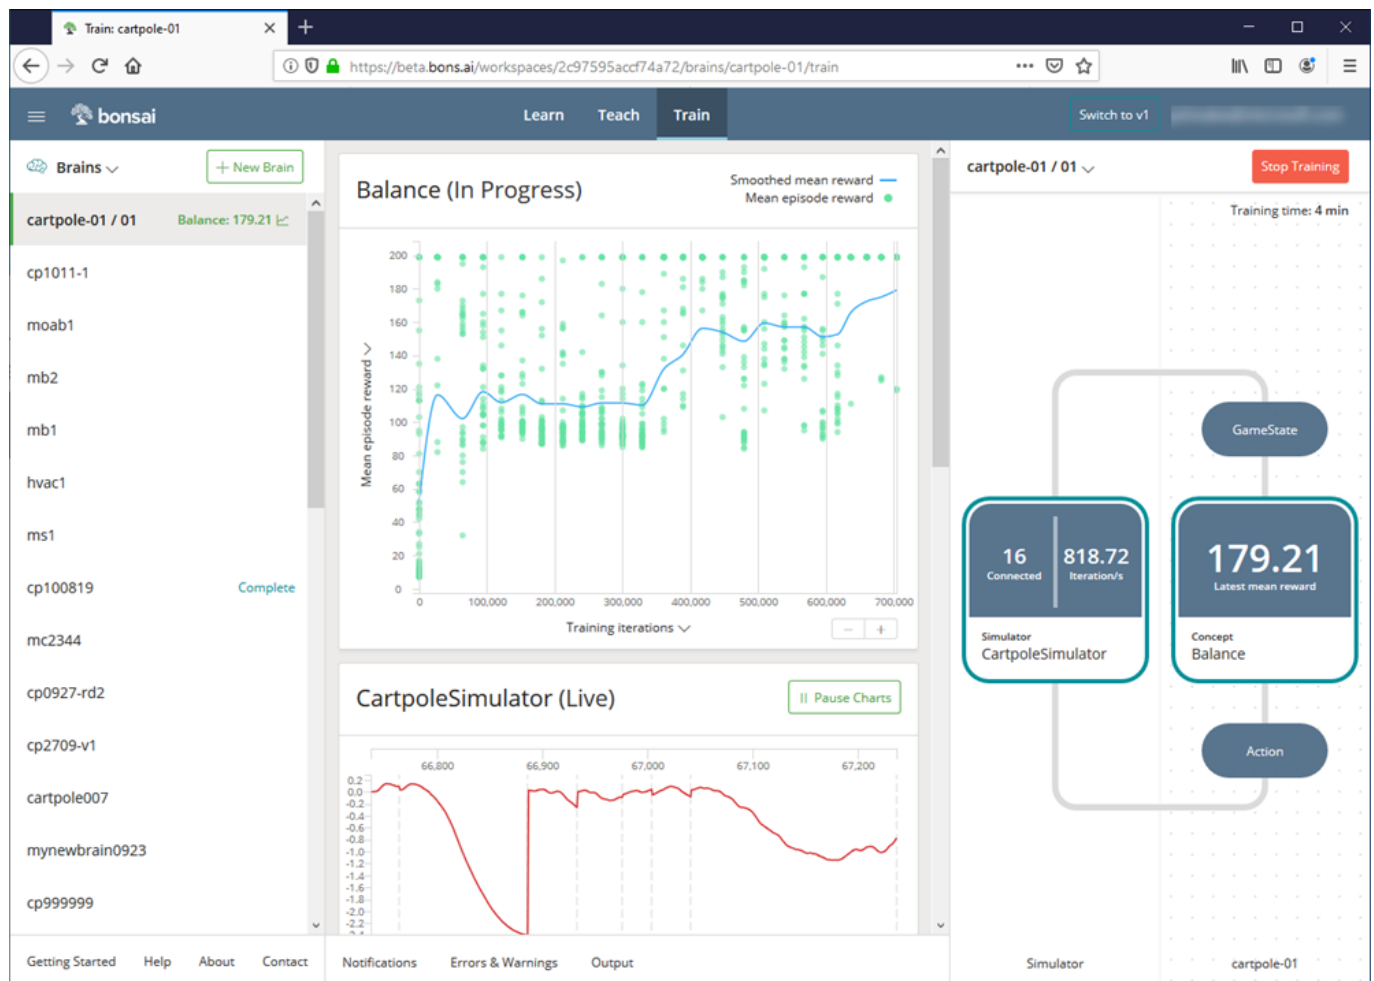 Train: cartpole-01
https://beta.bons.ai/workspaces/2c97595accf74a72/brains/cartpole-01/train
bonsai
Learn
Teach
Train
Switch to v1
Brains
+ New Brain
cartpole-01 / 01
Balance: 179.21
cp1011-1
moab1
mb2
mb1
hvac1
ms1
cp100819
Complete
mc2344
cp0927-rd2
cp2709-v1
cartpole007
mynewbrain0923
cp999999
Getting Started
Help
About
Contact
Balance (In Progress)
Smoothed mean reward
Mean episode reward
Mean episode reward
200
180
160
140
120
100
80
60
40
20
0
0
100,000
200,000
300,000
400,000
500,000
600,000
700,000
Training iterations
CartpoleSimulator (Live)
Pause Charts
66,800
66,900
67,000
67,100
67,200
0.2
0.0
-0.2
-0.4
-0.6
-0.8
-1.0
-1.2
-1.4
-1.6
-1.8
-2.0
-2.2
-2.4
Notifications
Errors & Warnings
Output
cartpole-01 / 01
Stop Training
Training time: 4 min
GameState
16
Connected
818.72
Iteration/s
Simulator
CartpoleSimulator
179.21
Latest mean reward
Concept
Balance
Action
Simulator
cartpole-01